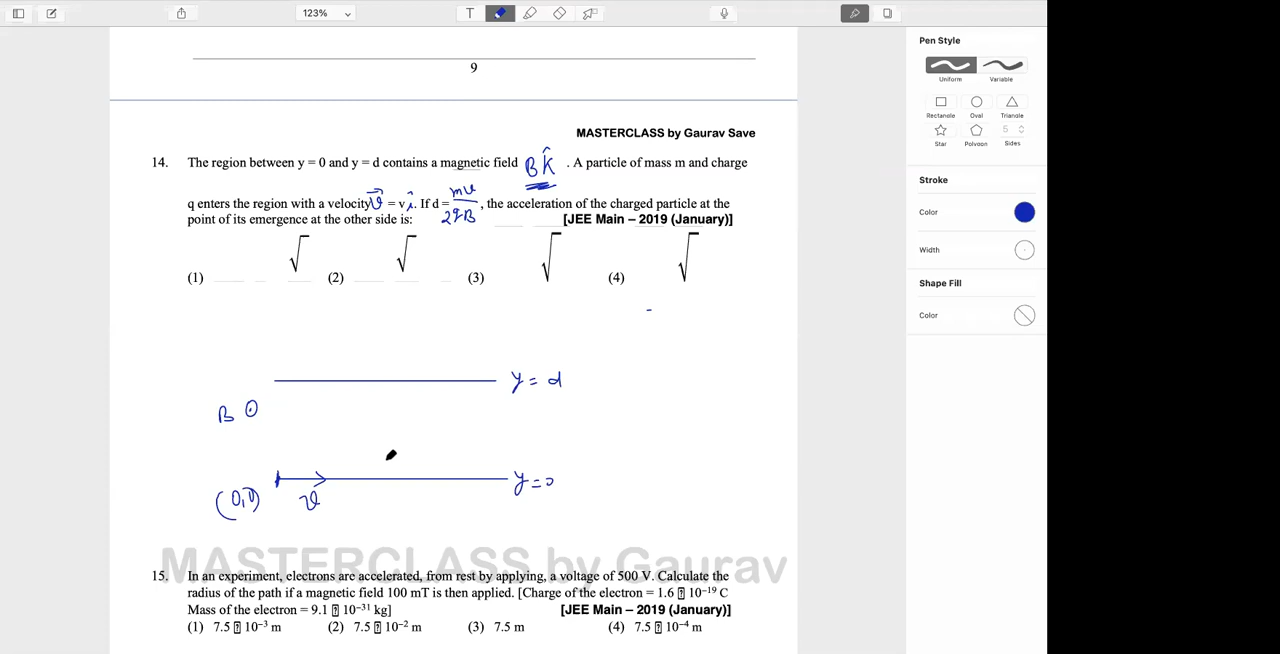 123%
T
Pen Style
Uniform
Variable
Rectangle
Oval
Triangle
Star
Polygon
5
Sides
Stroke
Color
Width
Shape Fill
Color
9
MASTERCLASS by Gaurav Save
14. The region between y = 0 and y = d contains a magnetic field Bk̂ . A particle of mass m and charge
q enters the region with a velocity v⃗ = v î. If d = mv/2qB, the acceleration of the charged particle at the
point of its emergence at the other side is: [JEE Main – 2019 (January)]
(1) √ (2) √ (3) √ (4) √
y = d
B ⊙
(0,0) v y = 0
MASTERCLASS by Gaurav
15. In an experiment, electrons are accelerated, from rest by applying, a voltage of 500 V. Calculate the
radius of the path if a magnetic field 100 mT is then applied. [Charge of the electron = 1.6 ⍰ 10⁻¹⁹ C
Mass of the electron = 9.1 ⍰ 10⁻³¹ kg] [JEE Main – 2019 (January)]
(1) 7.5 ⍰ 10⁻³ m (2) 7.5 ⍰ 10⁻² m (3) 7.5 m (4) 7.5 ⍰ 10⁻⁴ m